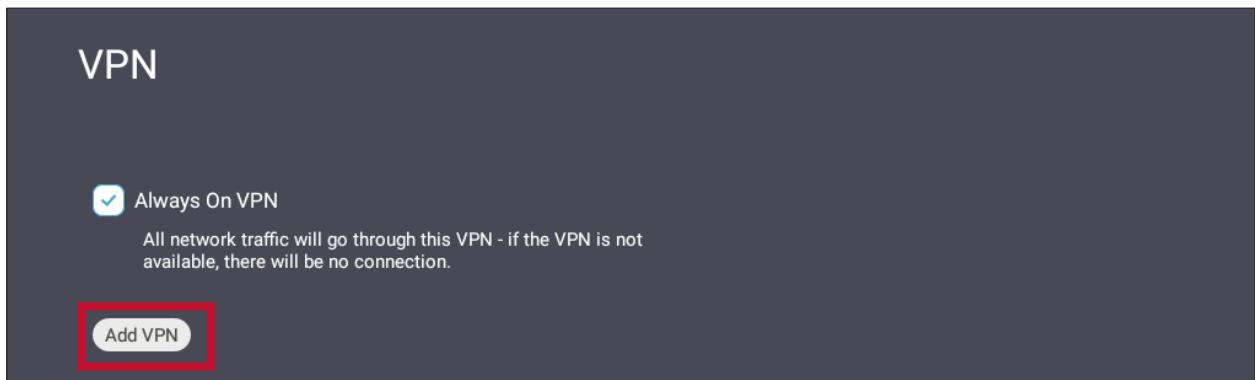 VPN
Always On VPN
All network traffic will go through this VPN - if the VPN is not
available, there will be no connection.
Add VPN